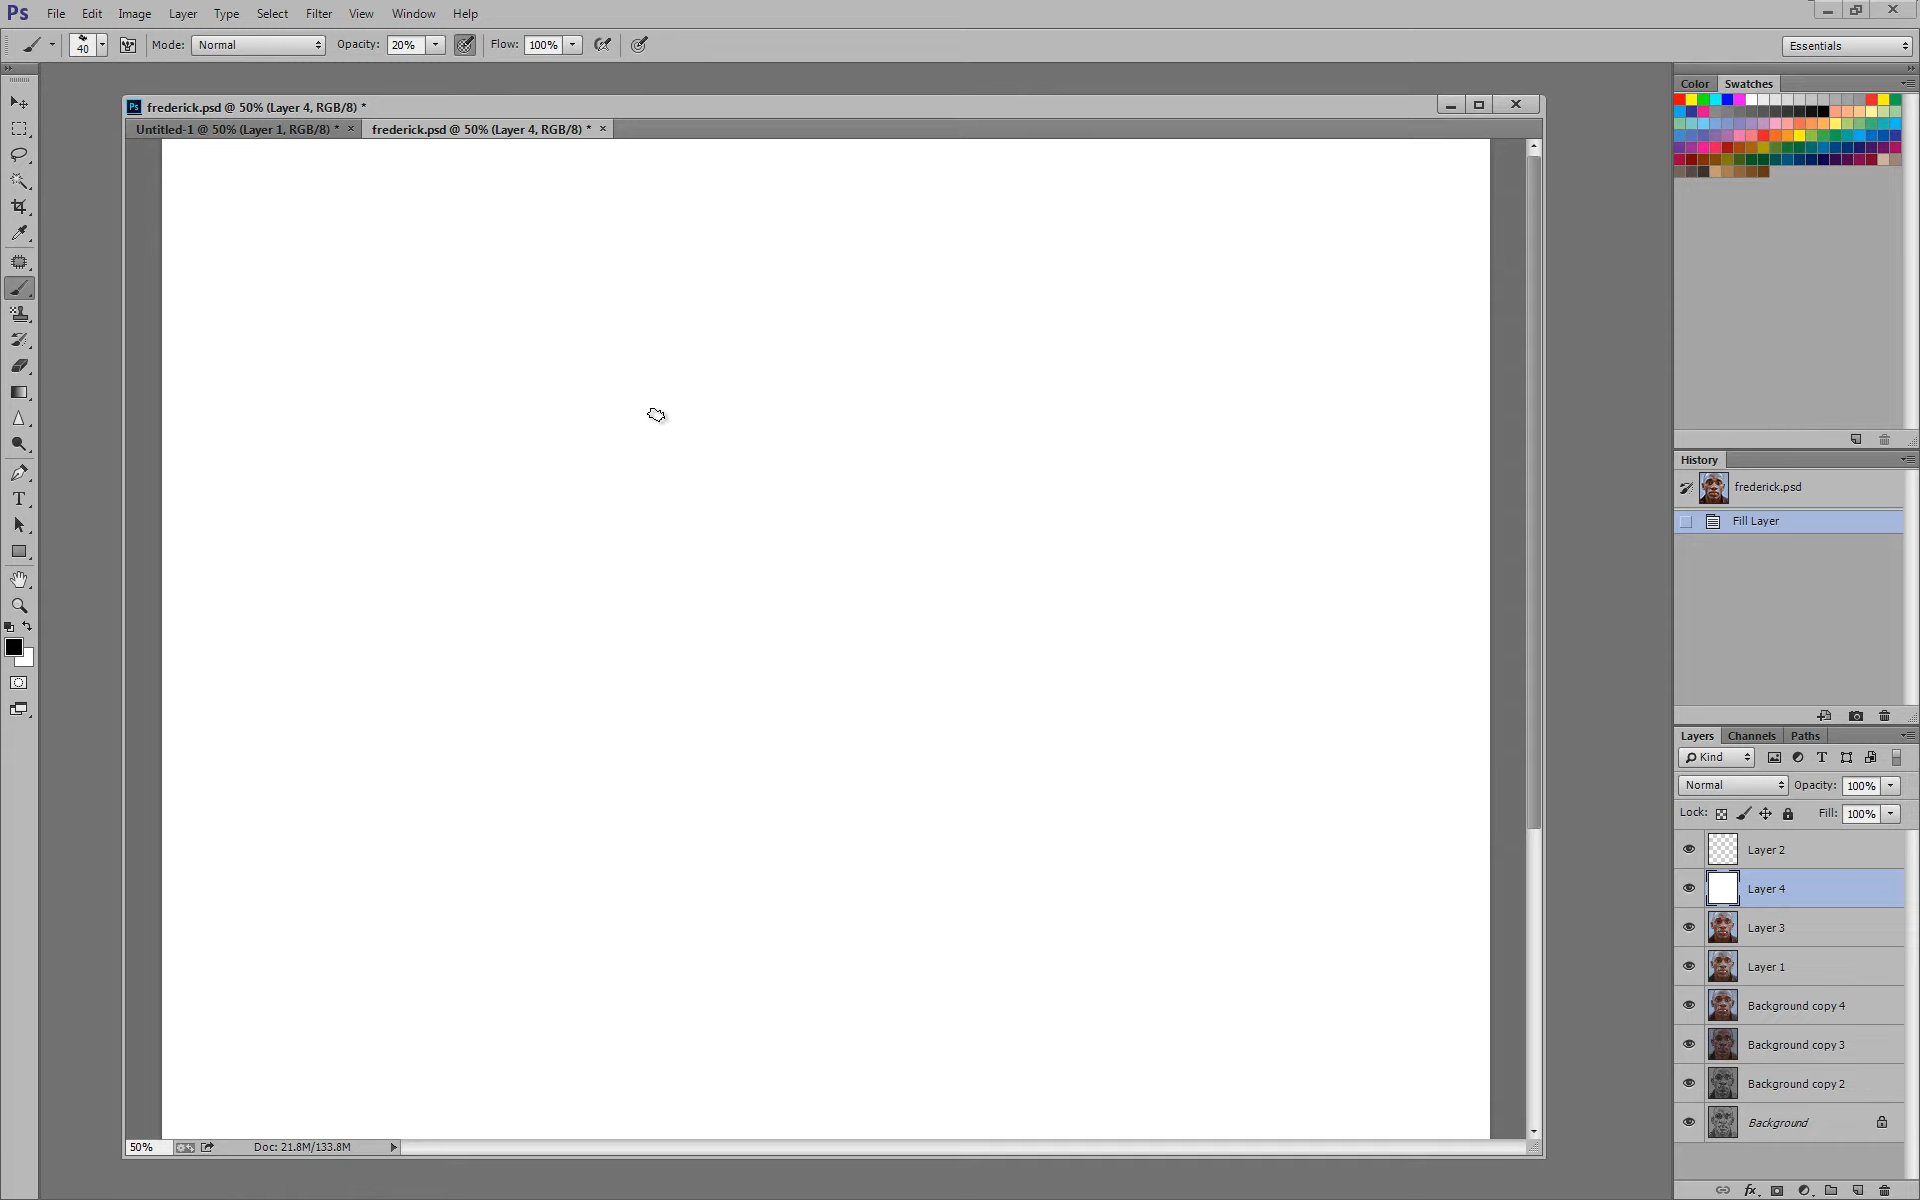 Ps File Edit Image Layer Type Select Filter View Window Help
40 Mode: Normal Opacity: 20% Flow: 100% Essentials
frederick.psd @ 50% (Layer 4, RGB/8) *
Untitled-1 @ 50% (Layer 1, RGB/8) * × frederick.psd @ 50% (Layer 4, RGB/8) * ×
Color Swatches
History
frederick.psd
Fill Layer
Layers Channels Paths
Kind
Normal Opacity: 100%
Lock: Fill: 100%
Layer 2
Layer 4
Layer 3
Layer 1
Background copy 4
Background copy 3
Background copy 2
Background
50% Doc: 21.8M/133.8M